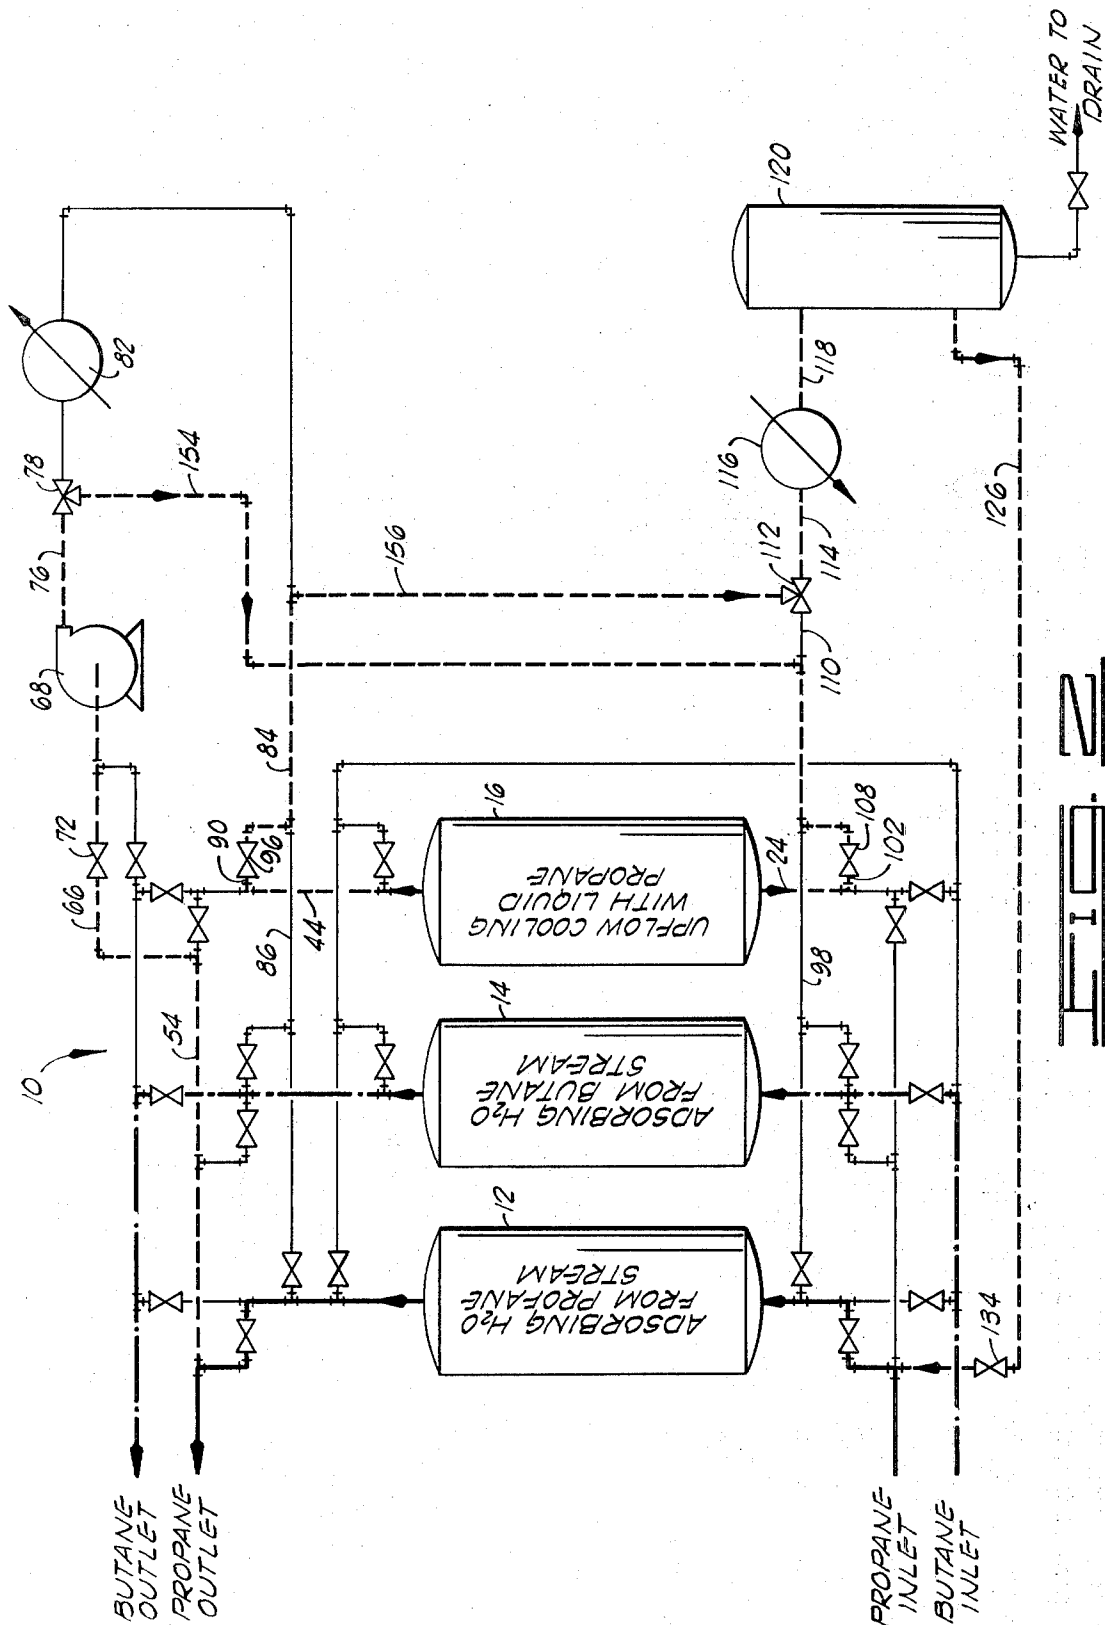 10
BUTANE
OUTLET
PROPANE
OUTLET
PROPANE
INLET
BUTANE
INLET
WATER TO
DRAIN
ADSORBING H₂O
FROM PROPANE
STREAM
ADSORBING H₂O
FROM BUTANE
STREAM
UPFLOW COOLING
WITH LIQUID
PROPANE
12
14
16
24
44
54
66
68
72
76
78
82
84
86
90
96
98
102
108
110
112
114
116
118
120
126
134
154
156
FIG. 2